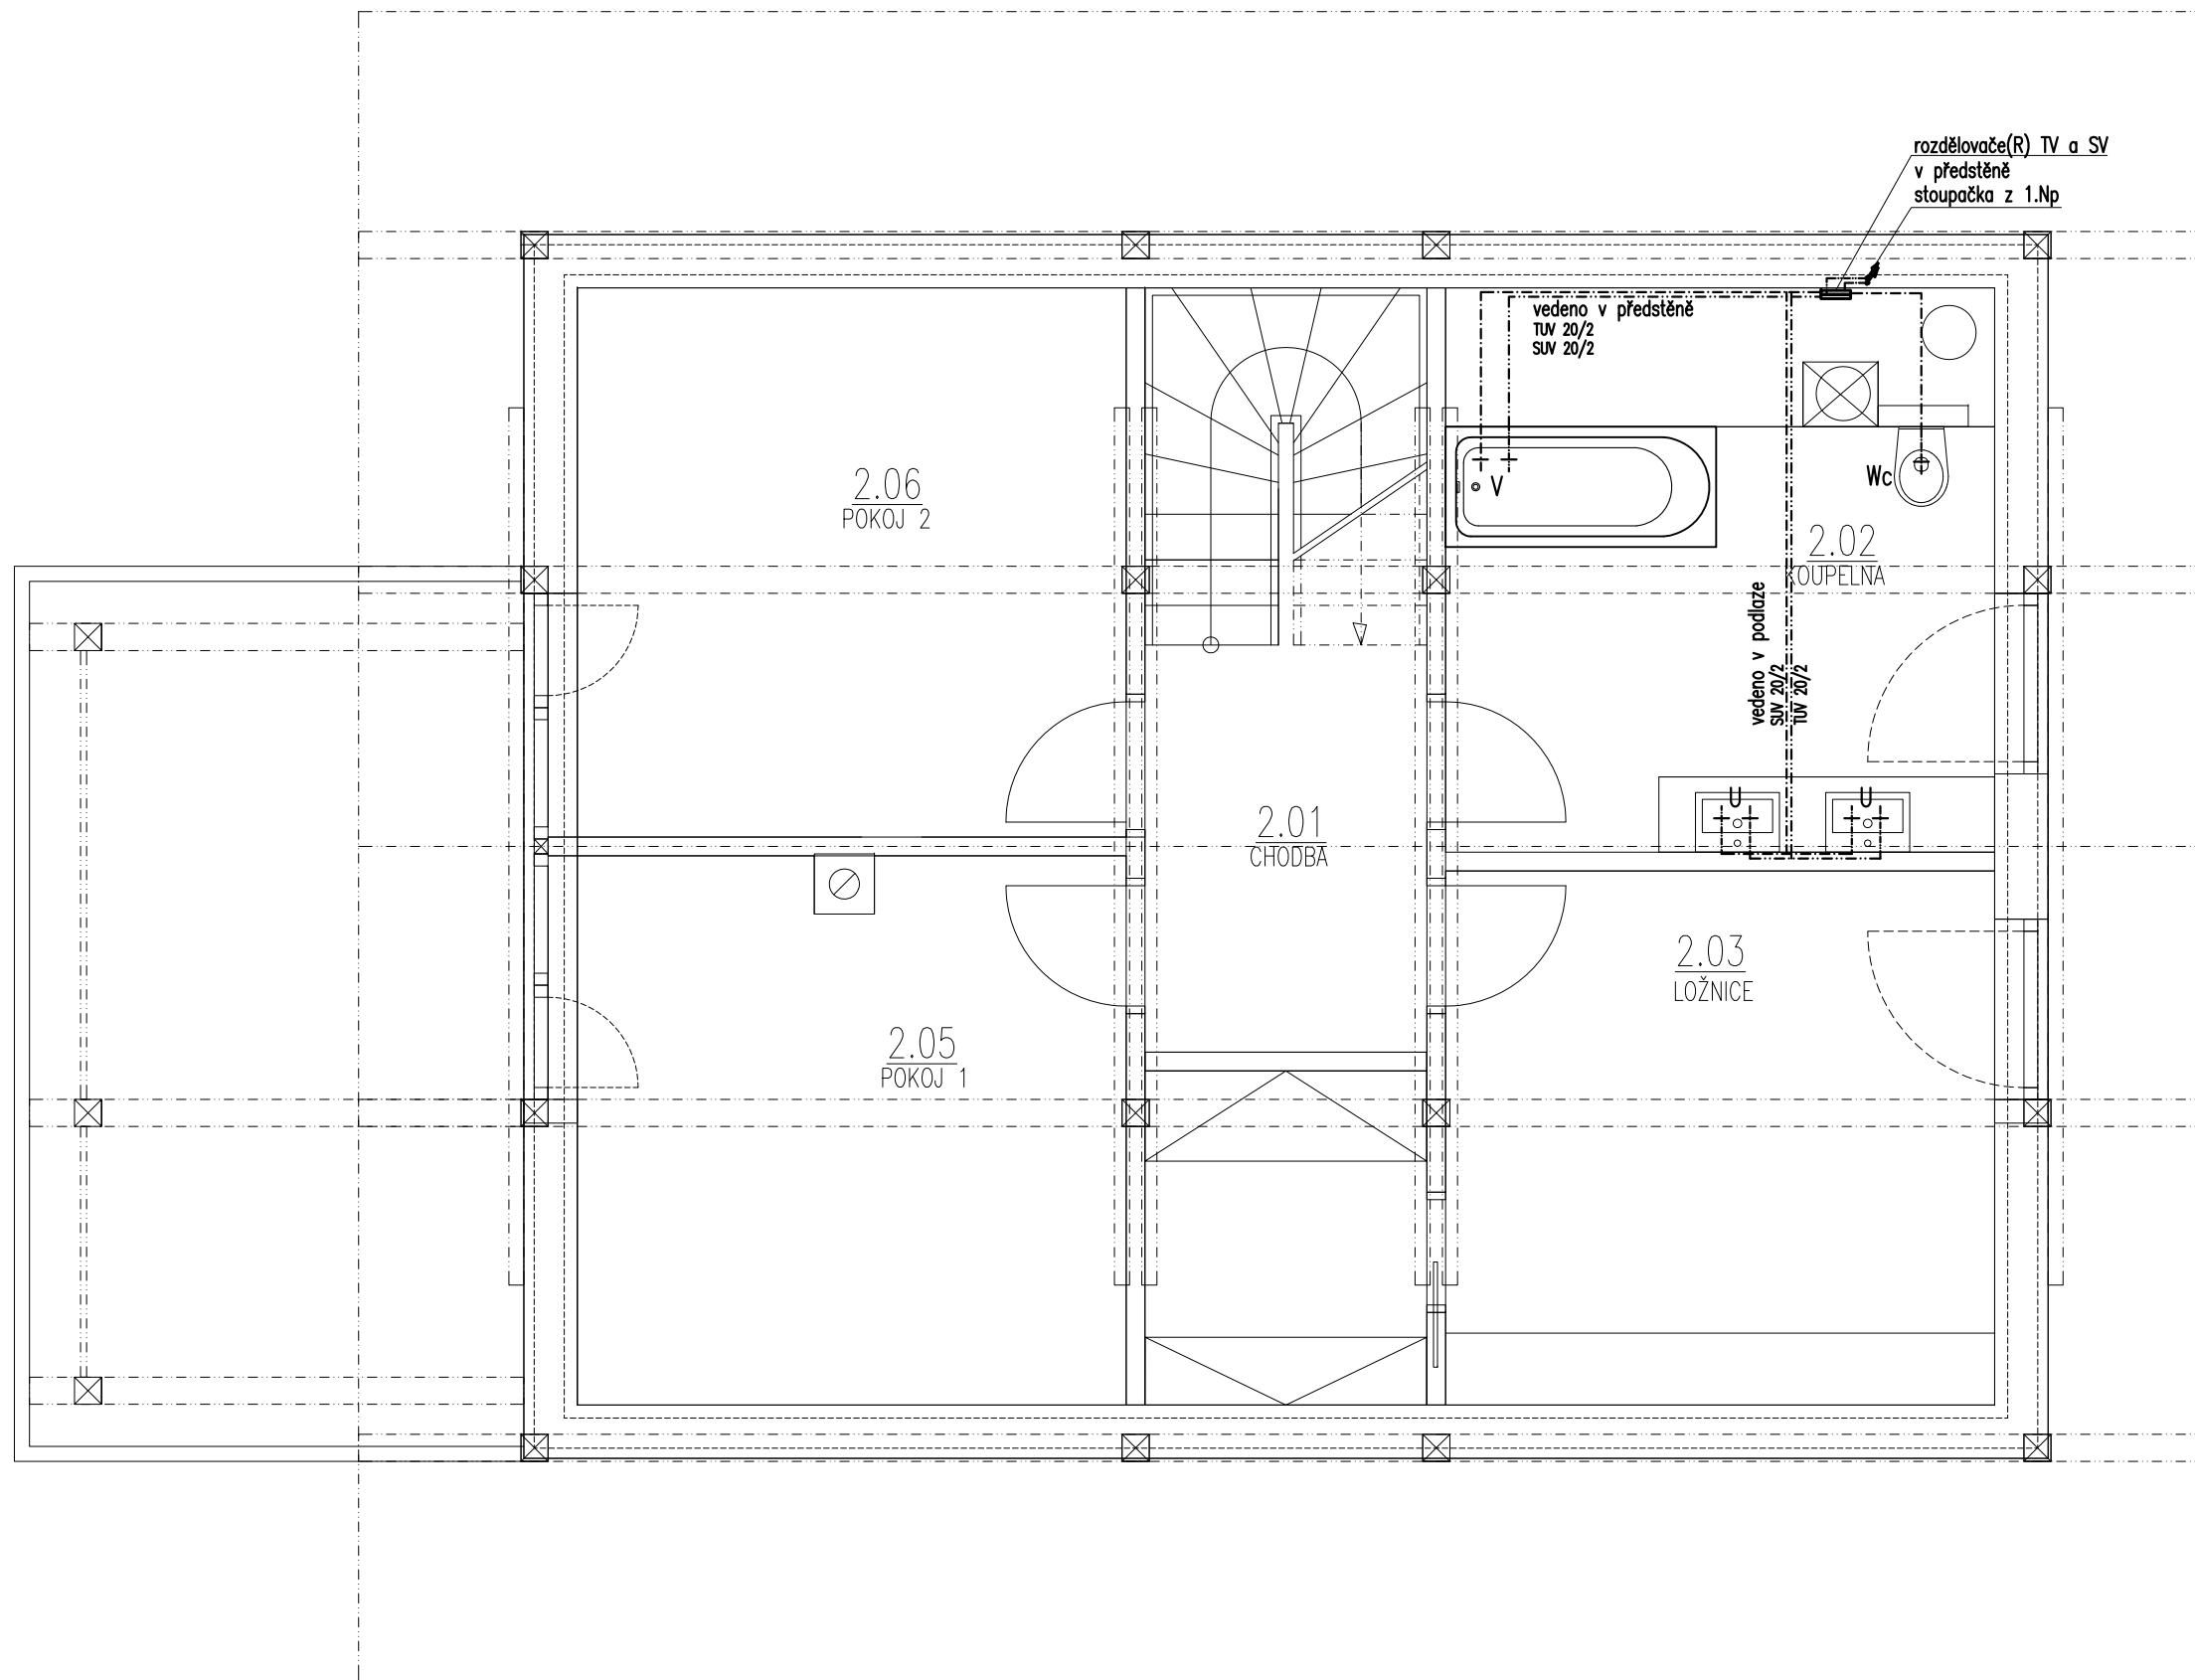 rozdělovače(R) TV a SV
v předstěně
stoupačka z 1.Np
vedeno v předstěně
TUV 20/2
SUV 20/2
2.06
POKOJ 2
V
Wc
2.02
KOUPELNA
vedeno v podlaze
SUV 20/2
TUV 20/2
U
U
2.01
CHODBA
2.03
LOŽNICE
2.05
POKOJ 1